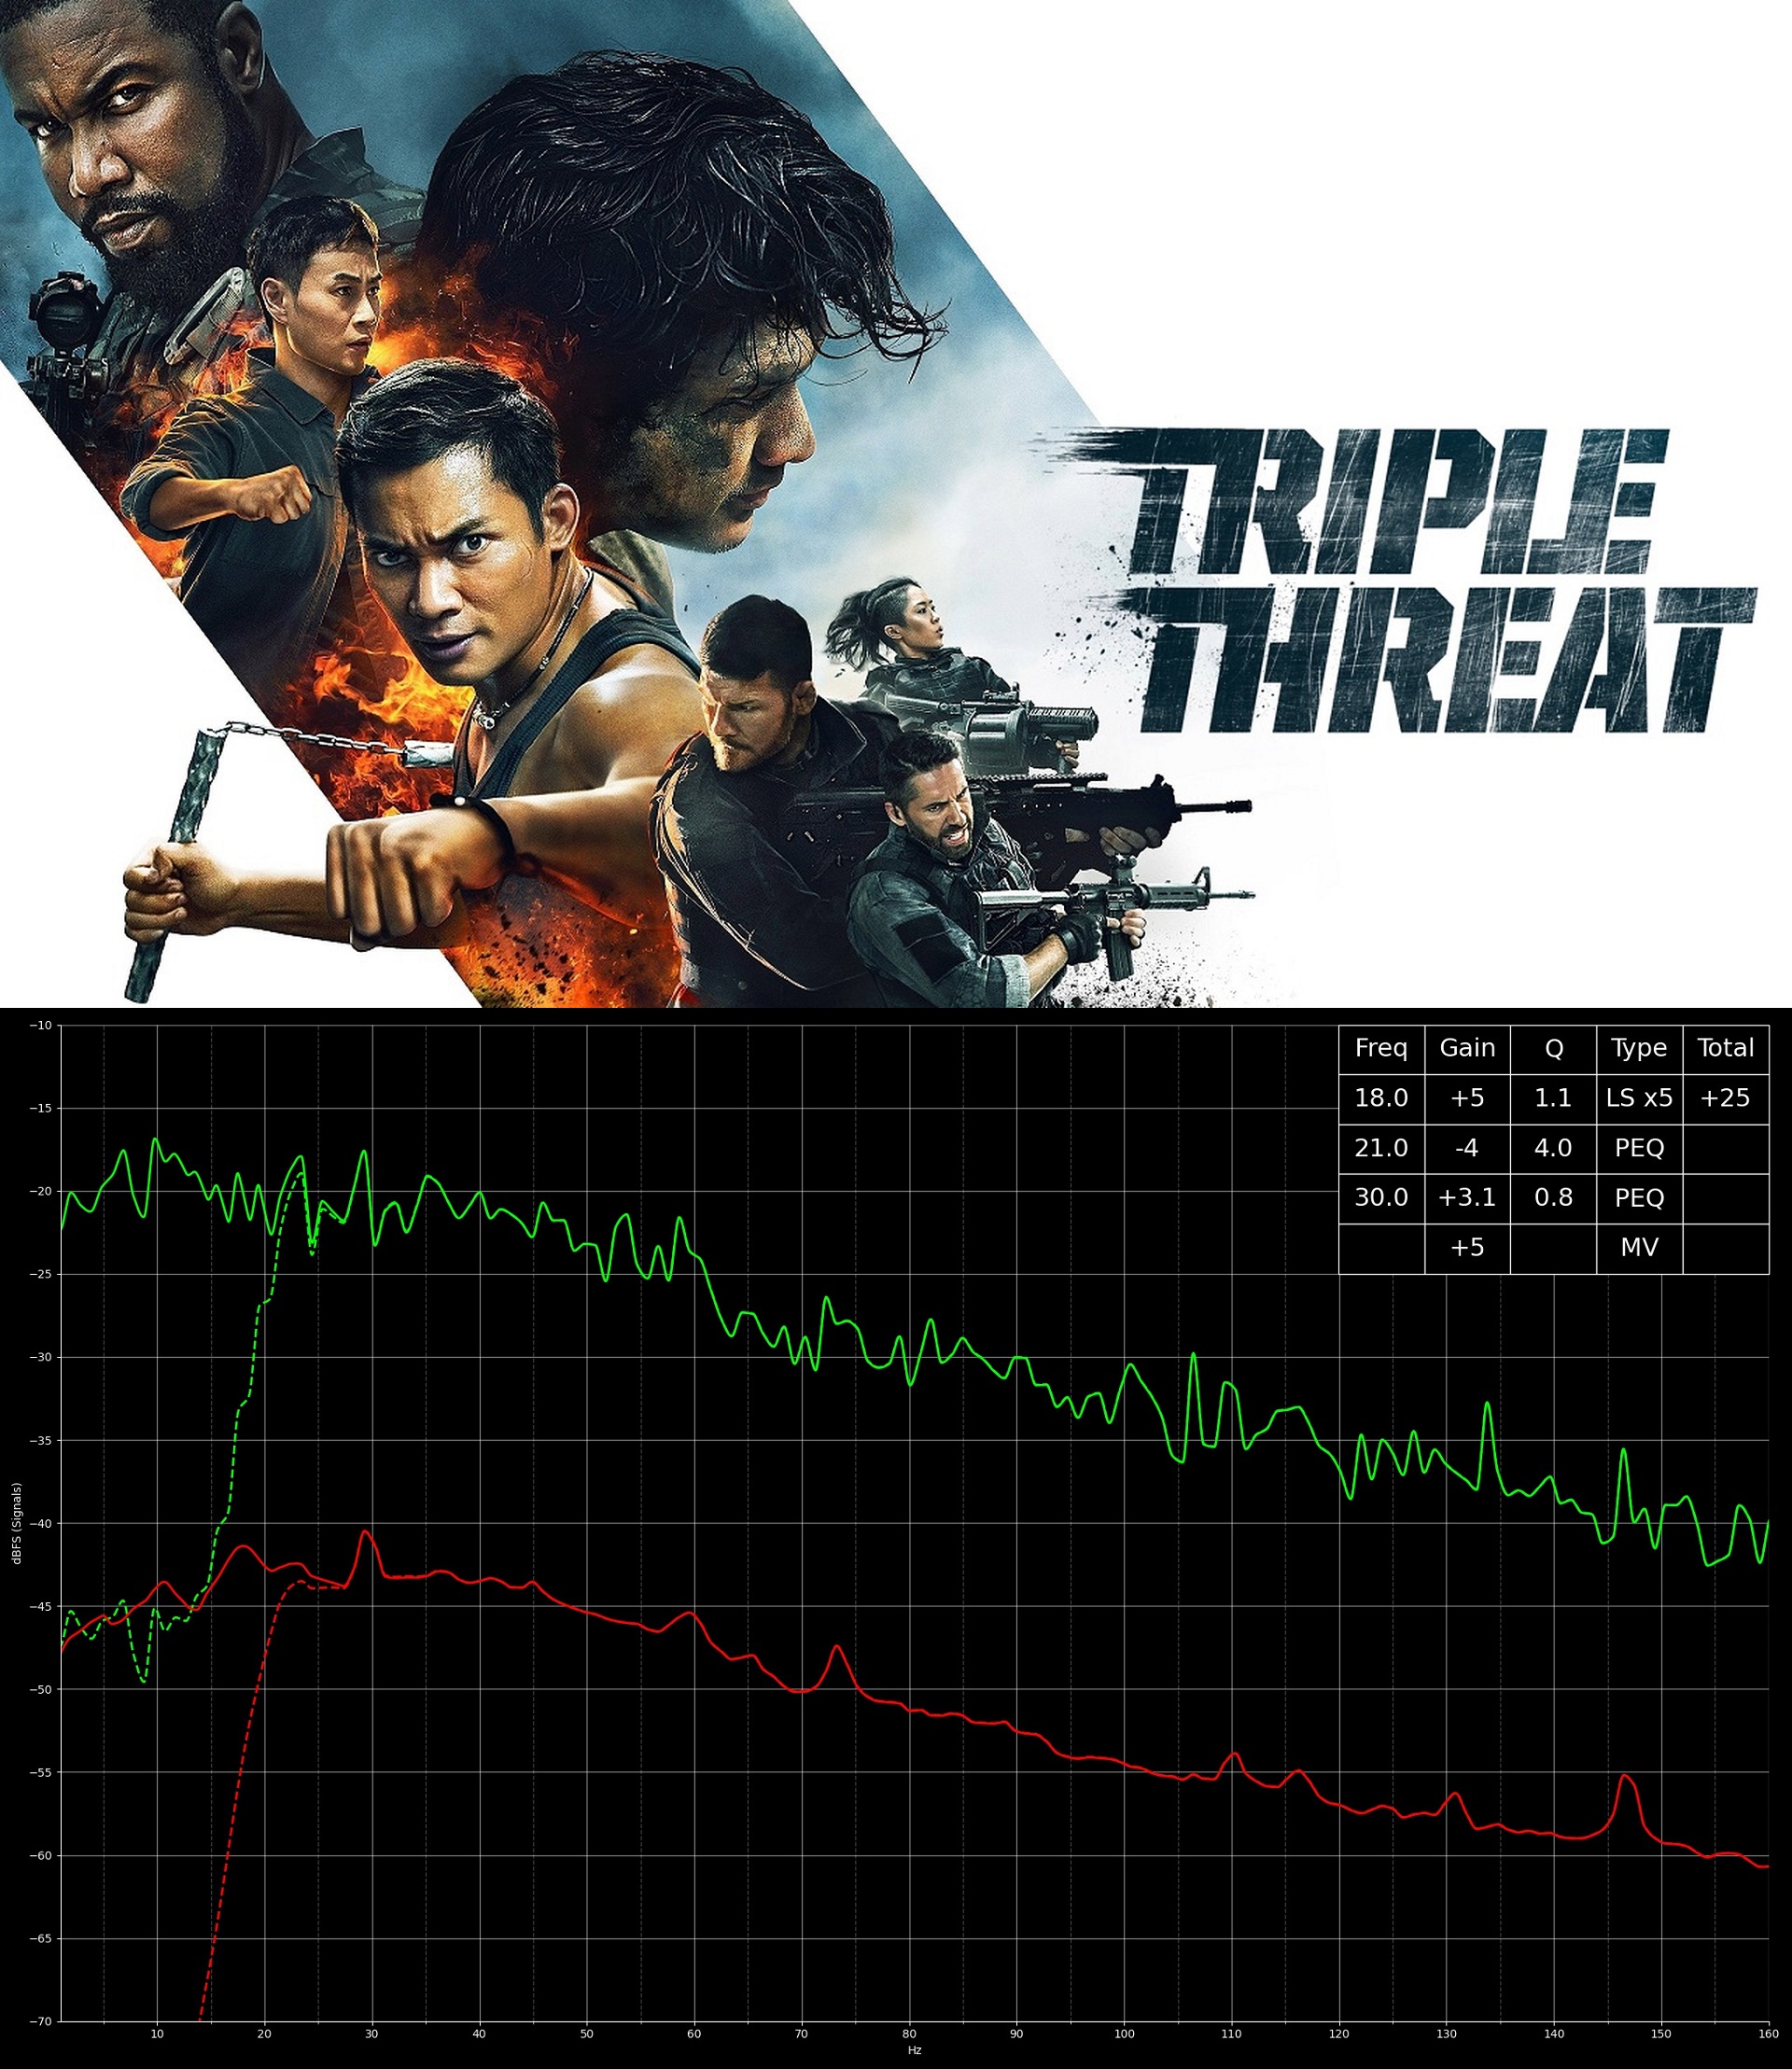 TRIPLE
THREAT
Freq Gain Q Type Total
18.0 +5 1.1 LS x5 +25
21.0 -4 4.0 PEQ
30.0 +3.1 0.8 PEQ
+5 MV
−10
−15
−20
−25
−30
−35
−40
−45
−50
−55
−60
−65
−70
dBFS (Signals)
10 20 30 40 50 60 70 80 90 100 110 120 130 140 150 160
Hz